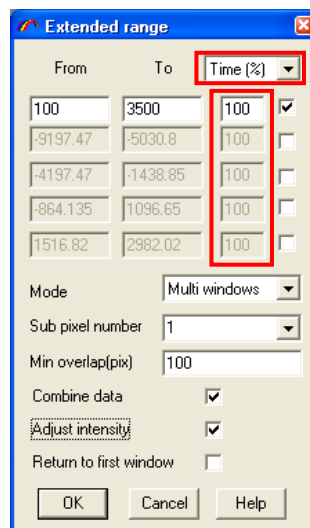 Extended range
From To Time (%)
100 3500 100
-9197.47 -5030.8 100
-4197.47 -1438.85 100
-864.135 1096.65 100
1516.82 2982.02 100
Mode Multi windows
Sub pixel number 1
Min overlap(pix) 100
Combine data
Adjust intensity
Return to first window
OK Cancel Help